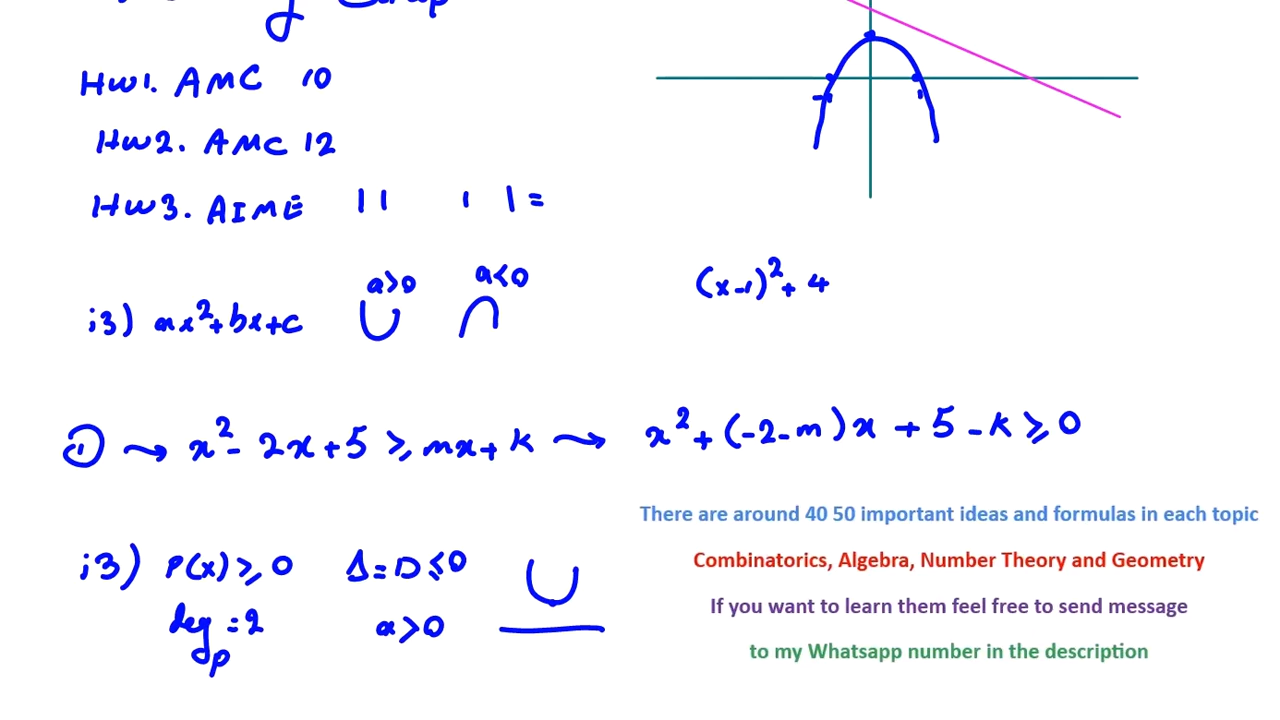 Hw1. AMC 10
Hw2. AMC 12
Hw3. AIME | | | | =
-1 1
a>0 a<0
i3) ax²+bx+c
(x-1)²+4
① → x²-2x+5 ≥ mx+k → x²+(-2-m)x+5-k ≥ 0
i3) P(x) ≥ 0 Δ=D ≤ 0
deg p = 2 a>0
There are around 40 50 important ideas and formulas in each topic
Combinatorics, Algebra, Number Theory and Geometry
If you want to learn them feel free to send message
to my Whatsapp number in the description